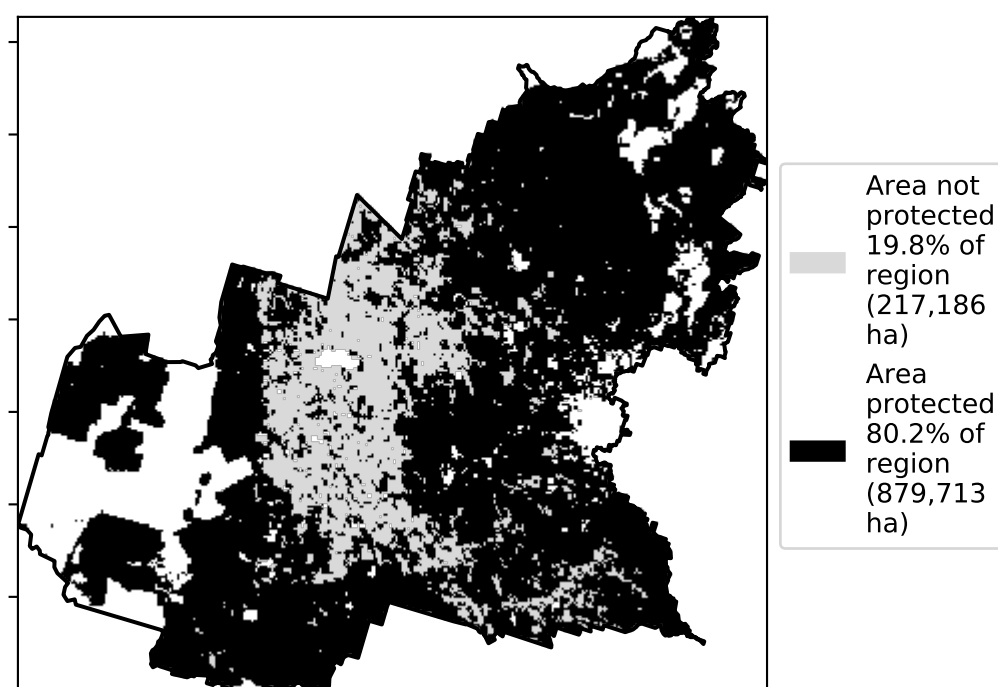 Area not
protected
19.8% of
region
(217,186
ha)
Area
protected
80.2% of
region
(879,713
ha)